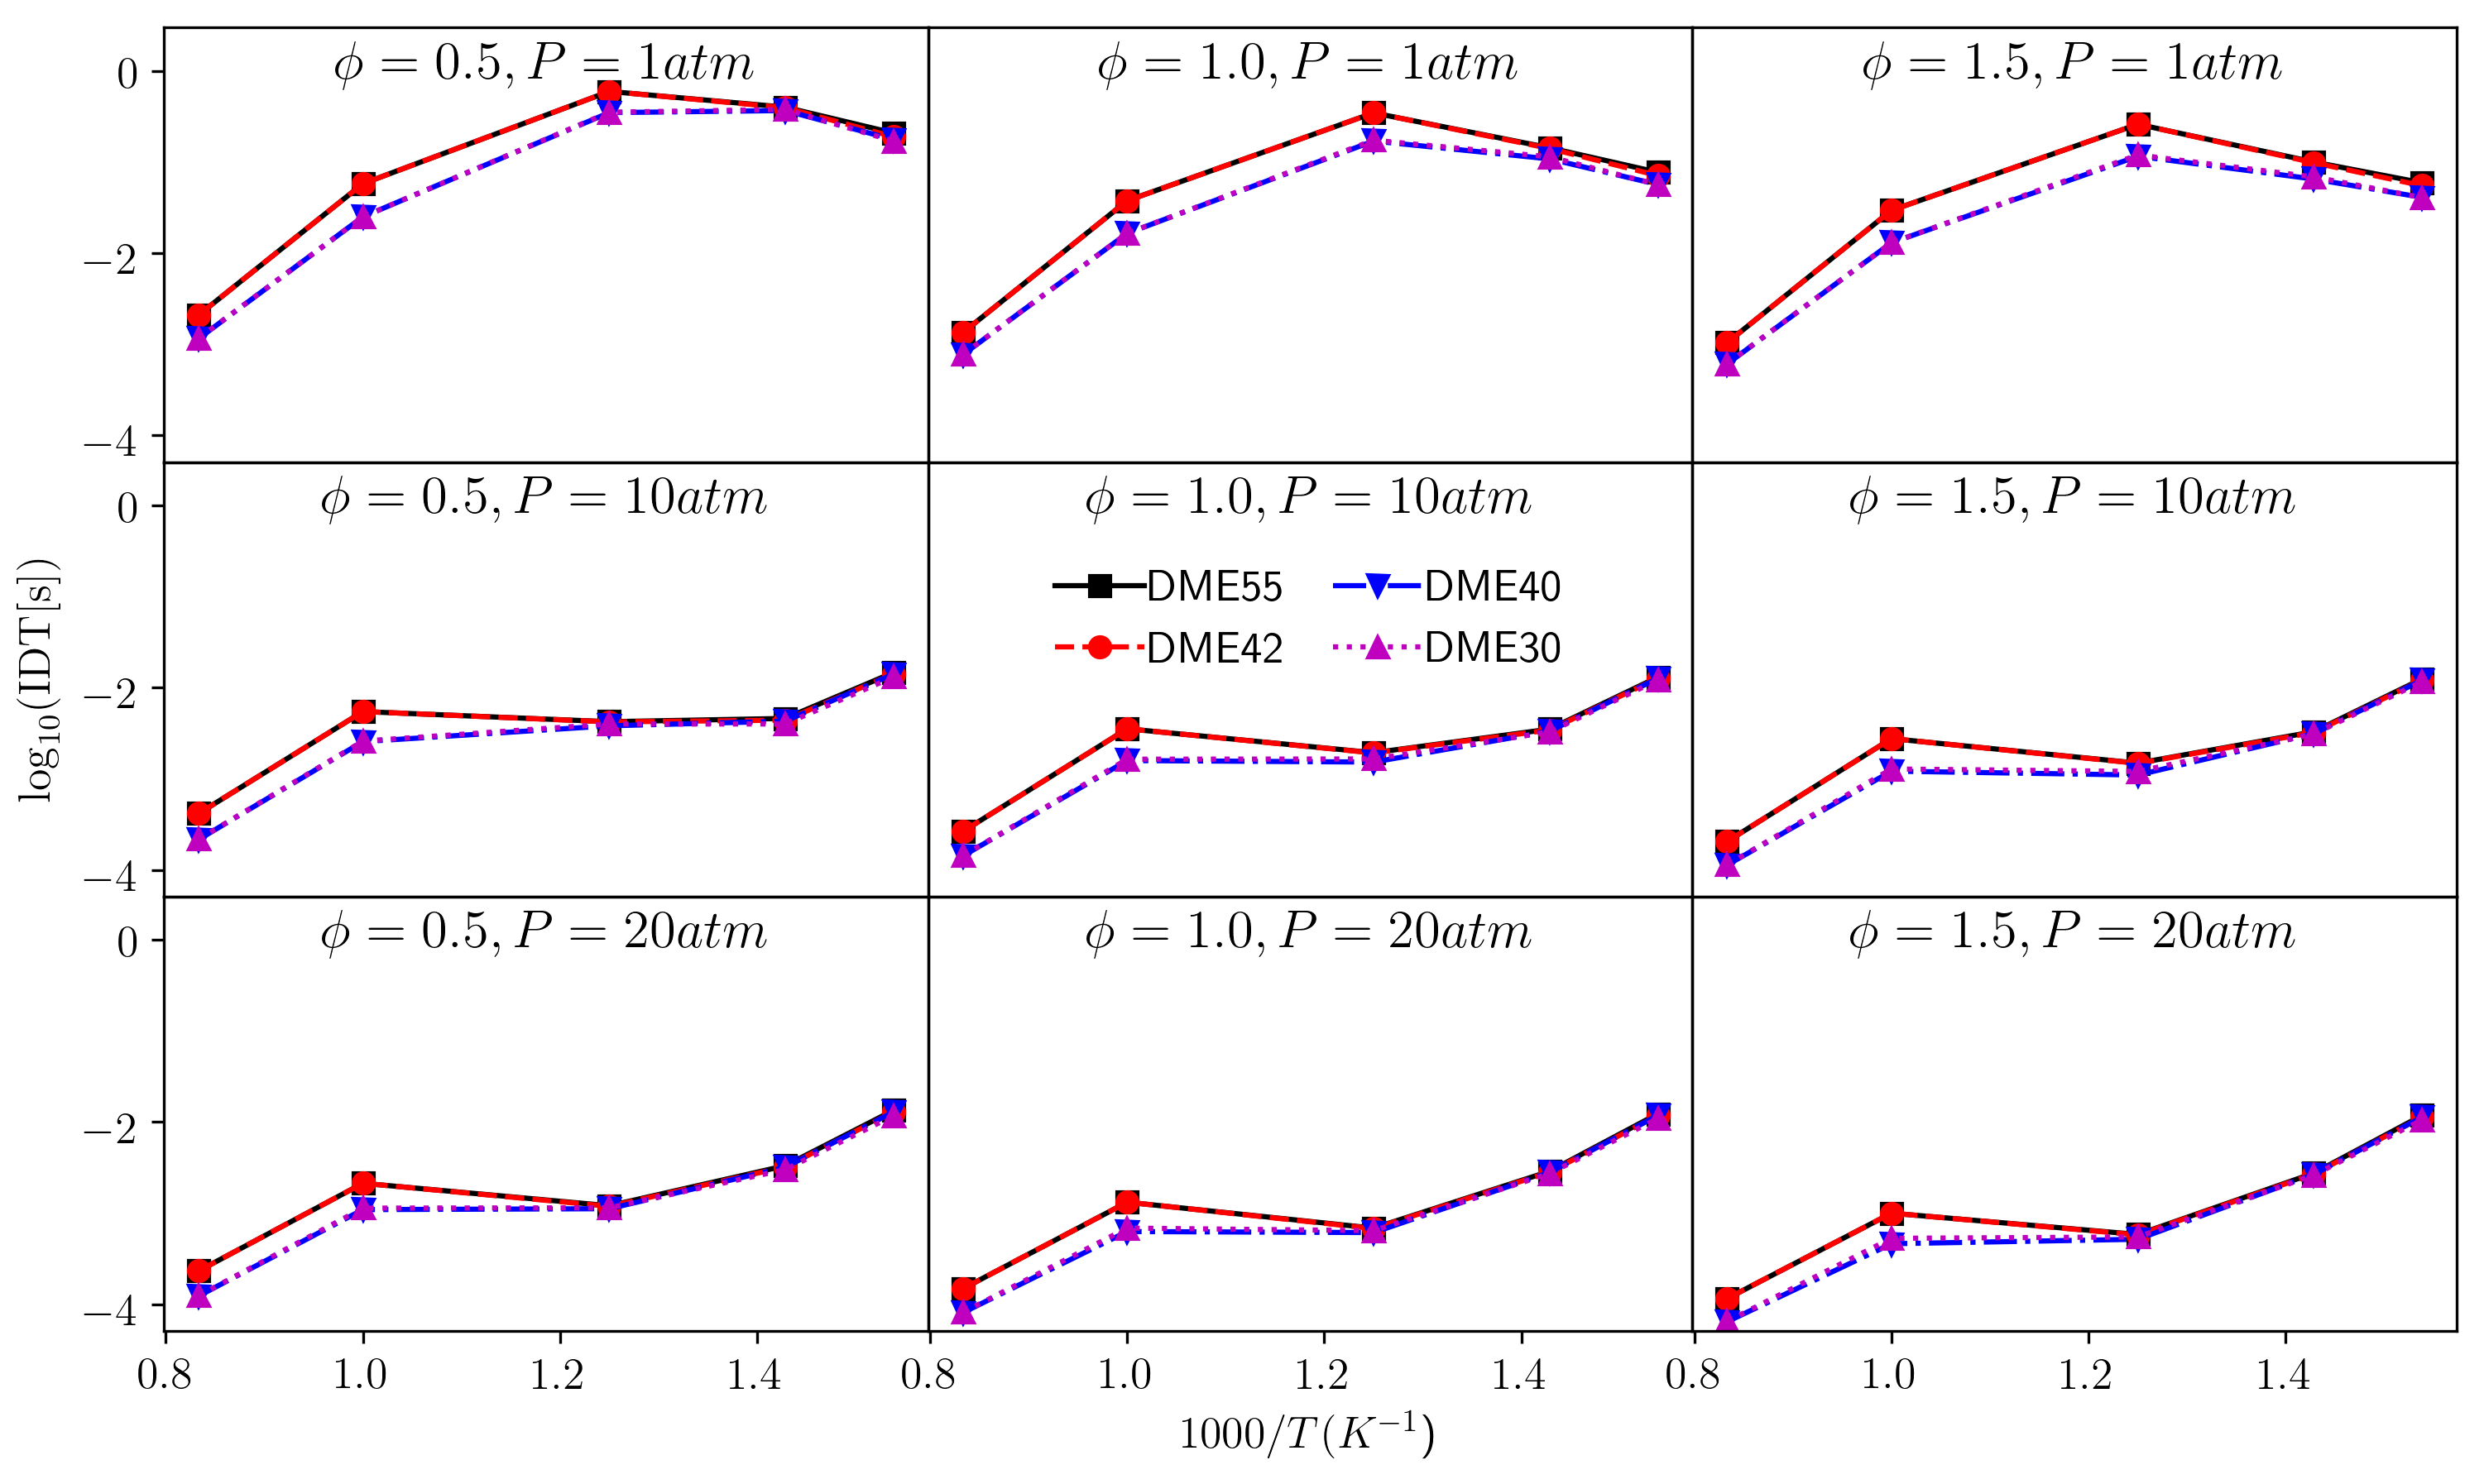 ϕ = 0.5, P = 1atm
ϕ = 1.0, P = 1atm
ϕ = 1.5, P = 1atm
0
−2
−4
ϕ = 0.5, P = 10atm
ϕ = 1.0, P = 10atm
ϕ = 1.5, P = 10atm
0
−2
−4
DME55
DME40
DME42
DME30
log₁₀(IDT[s])
ϕ = 0.5, P = 20atm
ϕ = 1.0, P = 20atm
ϕ = 1.5, P = 20atm
0
−2
−4
0.8 1.0 1.2 1.4 0.8 1.0 1.2 1.4 0.8 1.0 1.2 1.4
1000/T(K⁻¹)